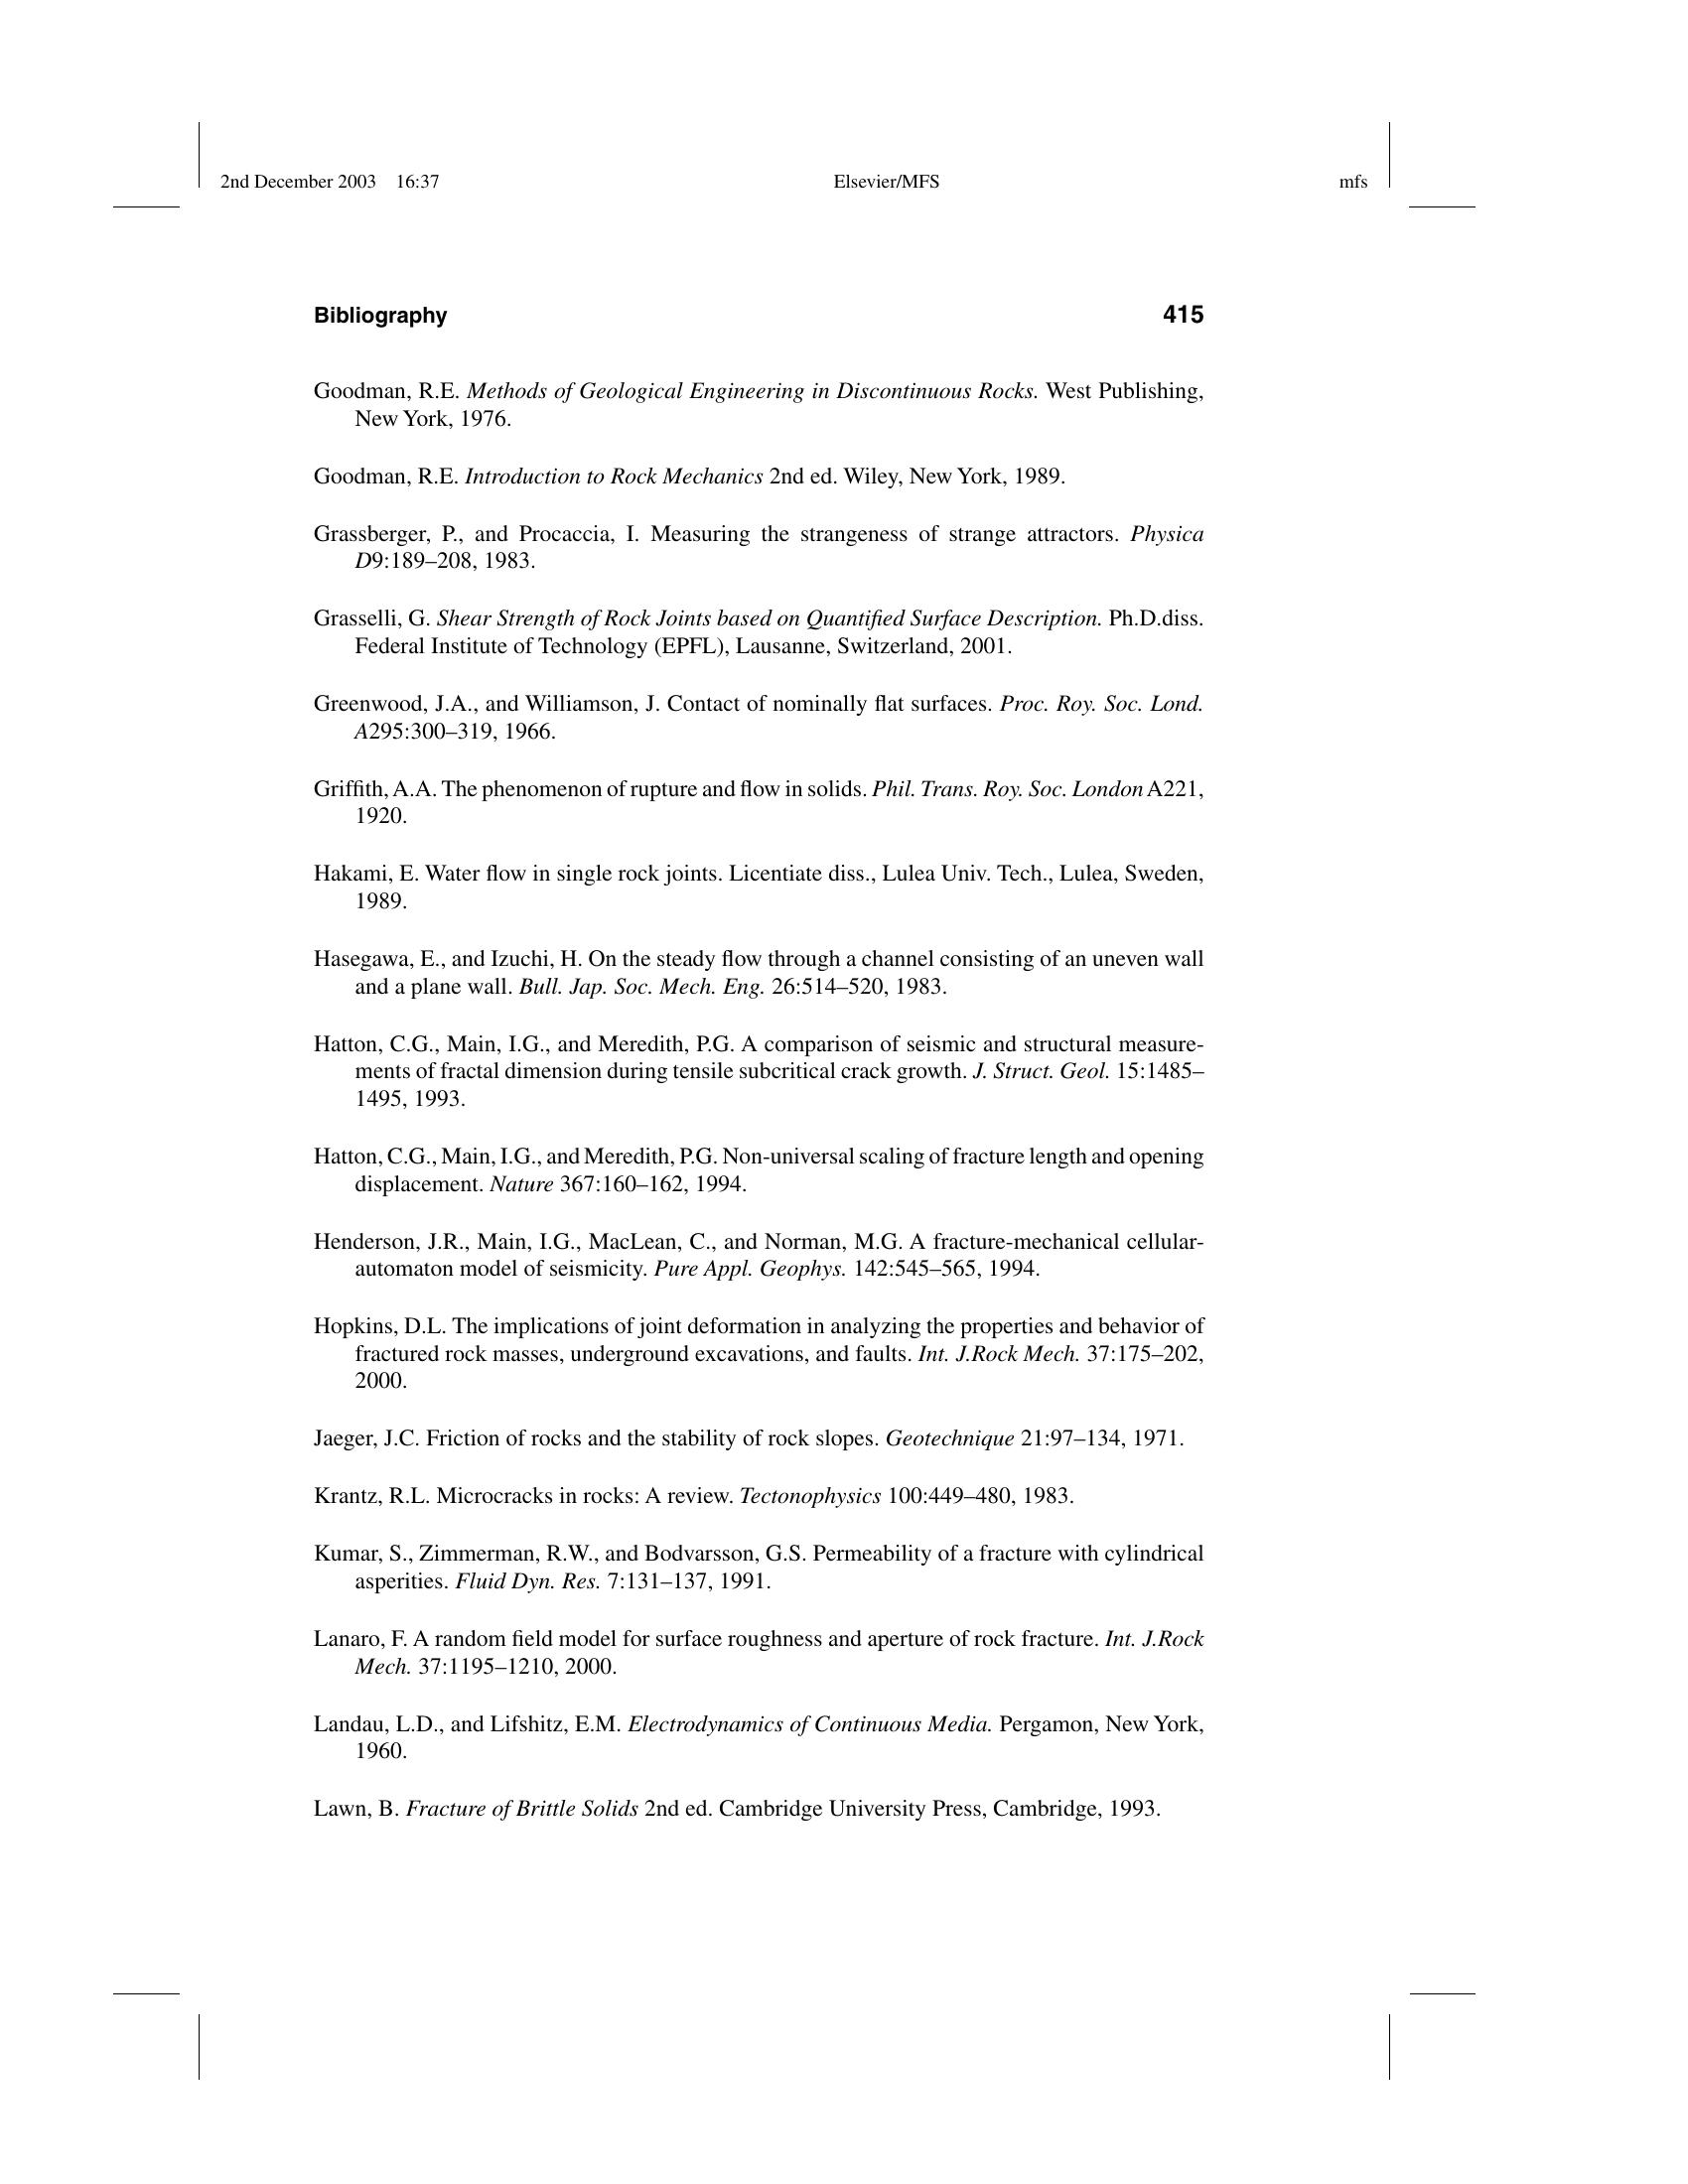 2nd December 2003 16:37 Elsevier/MFS mfs
Bibliography 415
Goodman, R.E. Methods of Geological Engineering in Discontinuous Rocks. West Publishing,
New York, 1976.
Goodman, R.E. Introduction to Rock Mechanics 2nd ed. Wiley, New York, 1989.
Grassberger, P., and Procaccia, I. Measuring the strangeness of strange attractors. Physica
D9:189–208, 1983.
Grasselli, G. Shear Strength of Rock Joints based on Quantified Surface Description. Ph.D.diss.
Federal Institute of Technology (EPFL), Lausanne, Switzerland, 2001.
Greenwood, J.A., and Williamson, J. Contact of nominally flat surfaces. Proc. Roy. Soc. Lond.
A295:300–319, 1966.
Griffith, A.A. The phenomenon of rupture and flow in solids. Phil. Trans. Roy. Soc. London A221,
1920.
Hakami, E. Water flow in single rock joints. Licentiate diss., Lulea Univ. Tech., Lulea, Sweden,
1989.
Hasegawa, E., and Izuchi, H. On the steady flow through a channel consisting of an uneven wall
and a plane wall. Bull. Jap. Soc. Mech. Eng. 26:514–520, 1983.
Hatton, C.G., Main, I.G., and Meredith, P.G. A comparison of seismic and structural measure-
ments of fractal dimension during tensile subcritical crack growth. J. Struct. Geol. 15:1485–
1495, 1993.
Hatton, C.G., Main, I.G., and Meredith, P.G. Non-universal scaling of fracture length and opening
displacement. Nature 367:160–162, 1994.
Henderson, J.R., Main, I.G., MacLean, C., and Norman, M.G. A fracture-mechanical cellular-
automaton model of seismicity. Pure Appl. Geophys. 142:545–565, 1994.
Hopkins, D.L. The implications of joint deformation in analyzing the properties and behavior of
fractured rock masses, underground excavations, and faults. Int. J.Rock Mech. 37:175–202,
2000.
Jaeger, J.C. Friction of rocks and the stability of rock slopes. Geotechnique 21:97–134, 1971.
Krantz, R.L. Microcracks in rocks: A review. Tectonophysics 100:449–480, 1983.
Kumar, S., Zimmerman, R.W., and Bodvarsson, G.S. Permeability of a fracture with cylindrical
asperities. Fluid Dyn. Res. 7:131–137, 1991.
Lanaro, F. A random field model for surface roughness and aperture of rock fracture. Int. J.Rock
Mech. 37:1195–1210, 2000.
Landau, L.D., and Lifshitz, E.M. Electrodynamics of Continuous Media. Pergamon, New York,
1960.
Lawn, B. Fracture of Brittle Solids 2nd ed. Cambridge University Press, Cambridge, 1993.